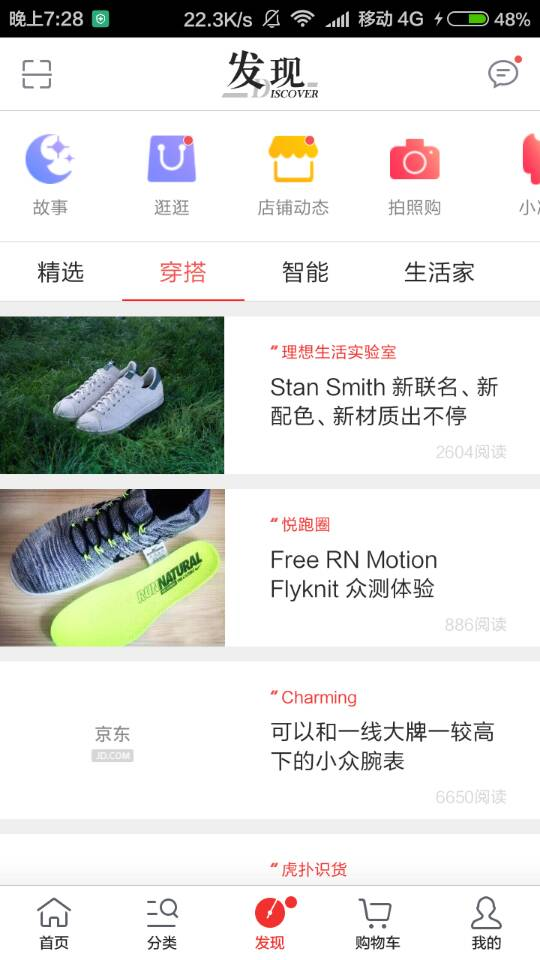 晚上7:28
22.3K/s
移动 4G
48%
发现
DISCOVER
故事
逛逛
店铺动态
拍照购
小
精选
穿搭
智能
生活家
理想生活实验室
Stan Smith 新联名、新
配色、新材质出不停
2604阅读
RUN NATURAL
悦跑圈
Free RN Motion
Flyknit 众测体验
886阅读
京东
JD.COM
Charming
可以和一线大牌一较高
下的小众腕表
6650阅读
虎扑识货
首页
分类
发现
购物车
我的